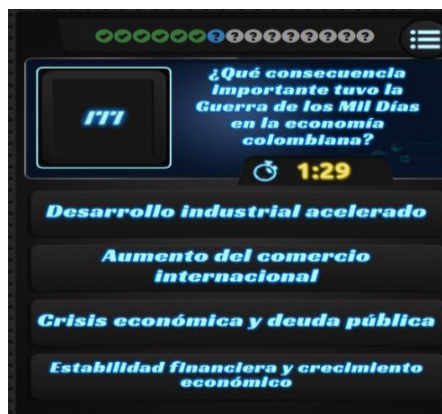 ¿Qué consecuencia
importante tuvo la
Guerra de los Mil Días
en la economía
colombiana?
1:29
Desarrollo industrial acelerado
Aumento del comercio
internacional
Crisis económica y deuda pública
Estabilidad financiera y crecimiento
económico